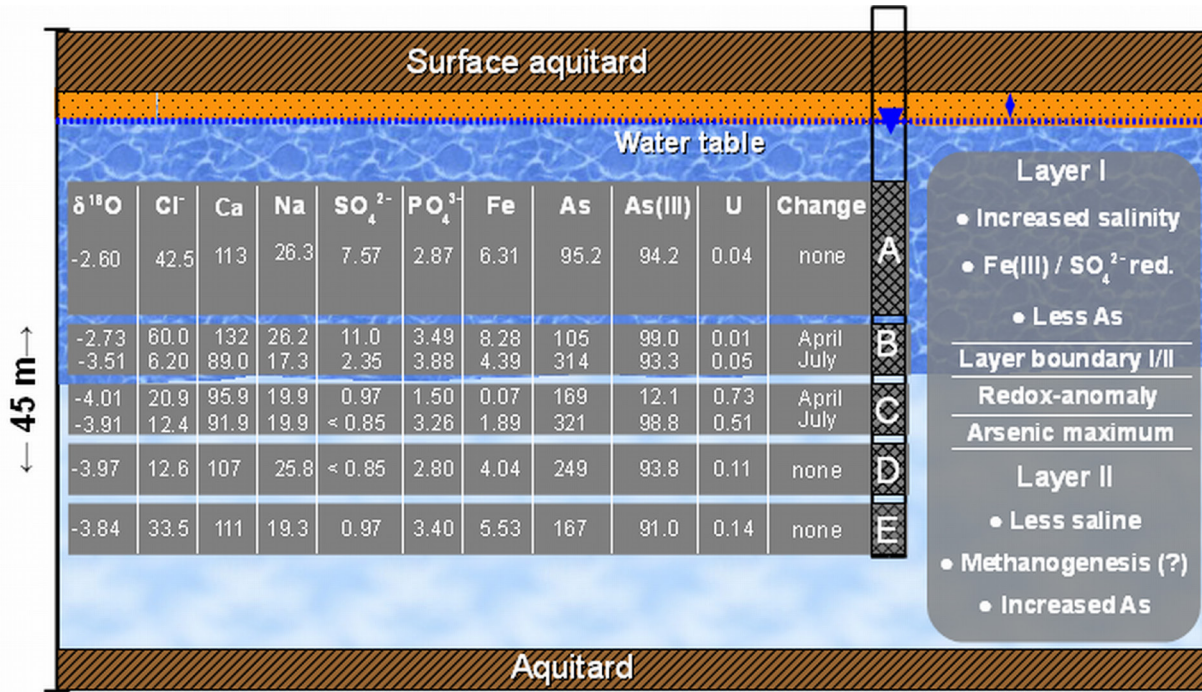 Surface aquitard
Water table
← 45 m →
δ¹⁸O Cl⁻ Ca Na SO₄²⁻ PO₄³⁻ Fe As As(III) U Change
-2.60 42.5 113 26.3 7.57 2.87 6.31 95.2 94.2 0.04 none
A
-2.73 60.0 132 26.2 11.0 3.49 8.28 105 99.0 0.01 April
-3.51 6.20 89.0 17.3 2.35 3.88 4.39 314 93.3 0.05 July
B
-4.01 20.9 95.9 19.9 0.97 1.50 0.07 169 12.1 0.73 April
-3.91 12.4 91.9 19.9 < 0.85 3.26 1.89 321 98.8 0.51 July
C
-3.97 12.6 107 25.8 < 0.85 2.80 4.04 249 93.8 0.11 none
D
-3.84 33.5 111 19.3 0.97 3.40 5.53 167 91.0 0.14 none
E
Layer I
● Increased salinity
● Fe(III) / SO₄²⁻ red.
● Less As
Layer boundary I/II
Redox-anomaly
Arsenic maximum
Layer II
● Less saline
● Methanogenesis (?)
● Increased As
Aquitard